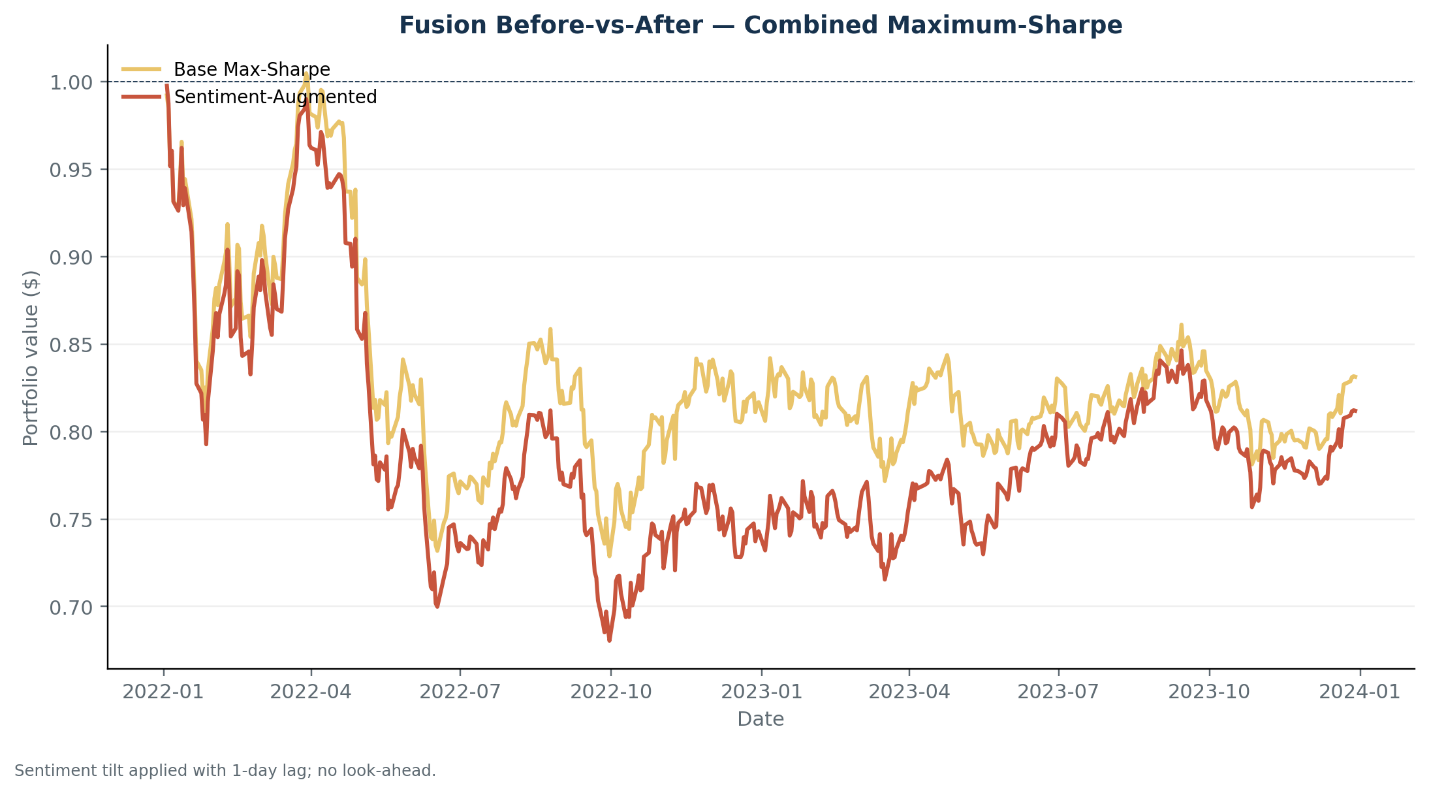 Fusion Before-vs-After — Combined Maximum-Sharpe
Base Max-Sharpe
Sentiment-Augmented
Portfolio value ($)
1.00
0.95
0.90
0.85
0.80
0.75
0.70
2022-01 2022-04 2022-07 2022-10 2023-01 2023-04 2023-07 2023-10 2024-01
Date
Sentiment tilt applied with 1-day lag; no look-ahead.